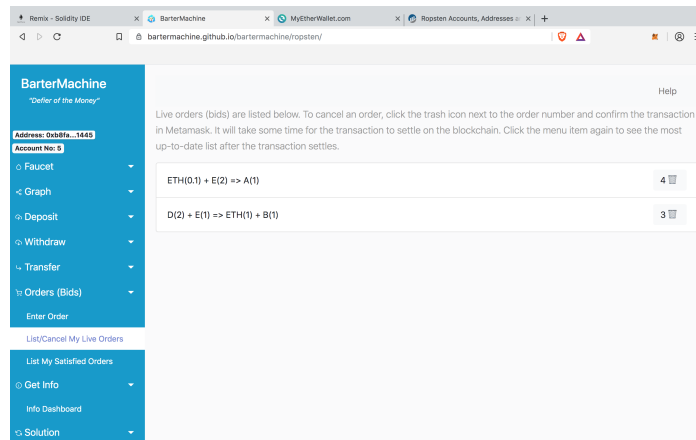 Remix - Solidity IDE
BarterMachine
MyEtherWallet.com
Ropsten Accounts, Addresses a
bartermachine.github.io/bartermachine/ropsten/
BarterMachine
"Defier of the Money"
Address: 0xb8fa...1445
Account No: 5
Faucet
Graph
Deposit
Withdraw
Transfer
Orders (Bids)
Enter Order
List/Cancel My Live Orders
List My Satisfied Orders
Get Info
Info Dashboard
Solution
Help
Live orders (bids) are listed below. To cancel an order, click the trash icon next to the order number and confirm the transaction
in Metamask. It will take some time for the transaction to settle on the blockchain. Click the menu item again to see the most
up-to-date list after the transaction settles.
ETH(0.1) + E(2) => A(1) 4
D(2) + E(1) => ETH(1) + B(1) 3